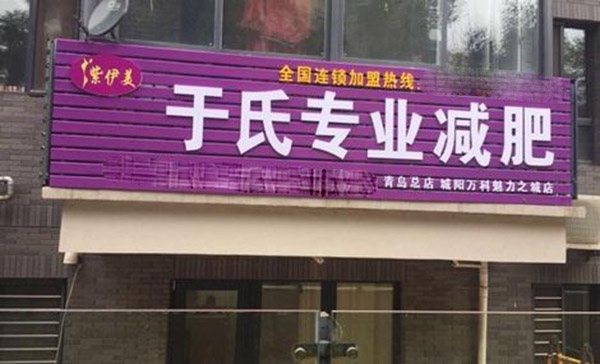 紫伊美
全国连锁加盟热线:
于氏专业减肥
青岛总店 城阳万科魅力之城店